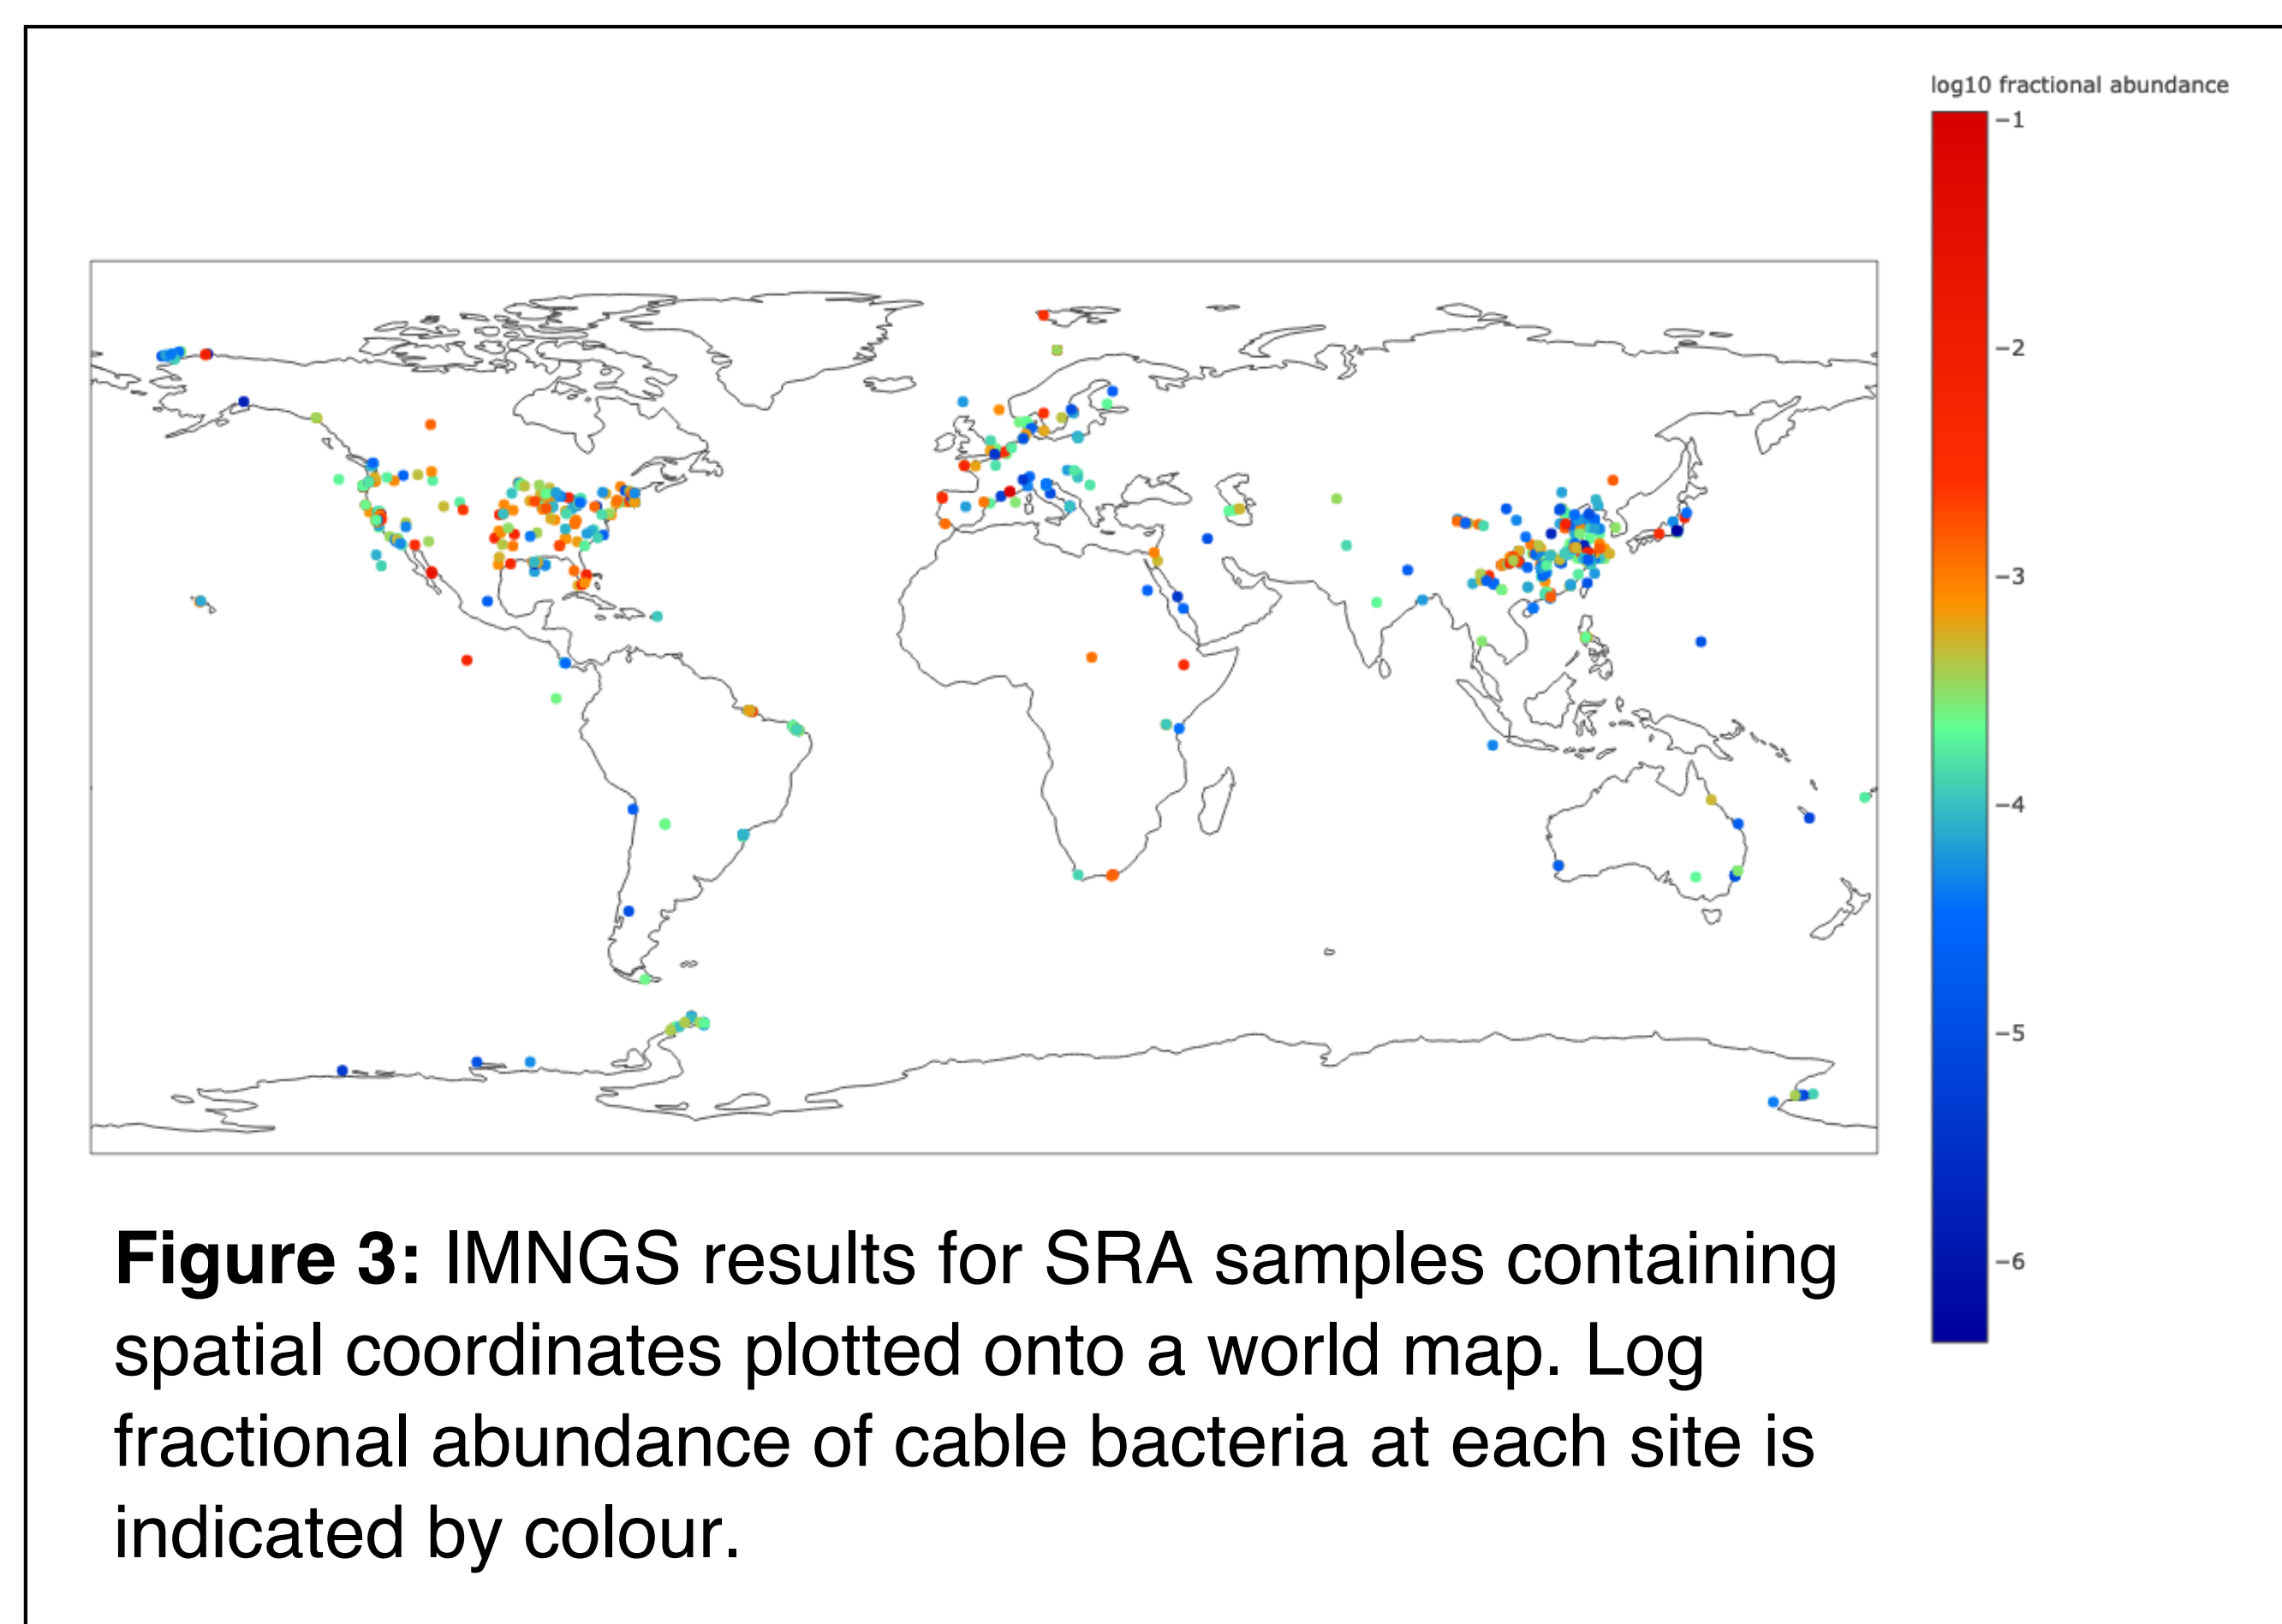 log10 fractional abundance
−1
−2
−3
−4
−5
−6
Figure 3: IMNGS results for SRA samples containing
spatial coordinates plotted onto a world map. Log
fractional abundance of cable bacteria at each site is
indicated by colour.